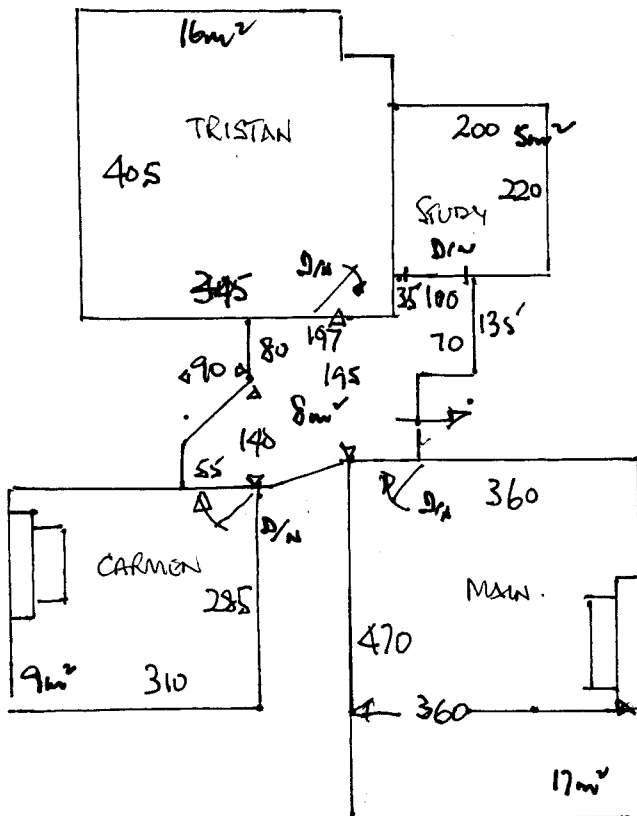 16m²
TRISTAN
200 5m²
405
220
STUDY
D/N
D/N
345
35 100
197
80
70 135
90
195
8m²
140
55
360
D/N
D/N
CARMEN
285
MAIN.
470
9m² 310
360
17m²